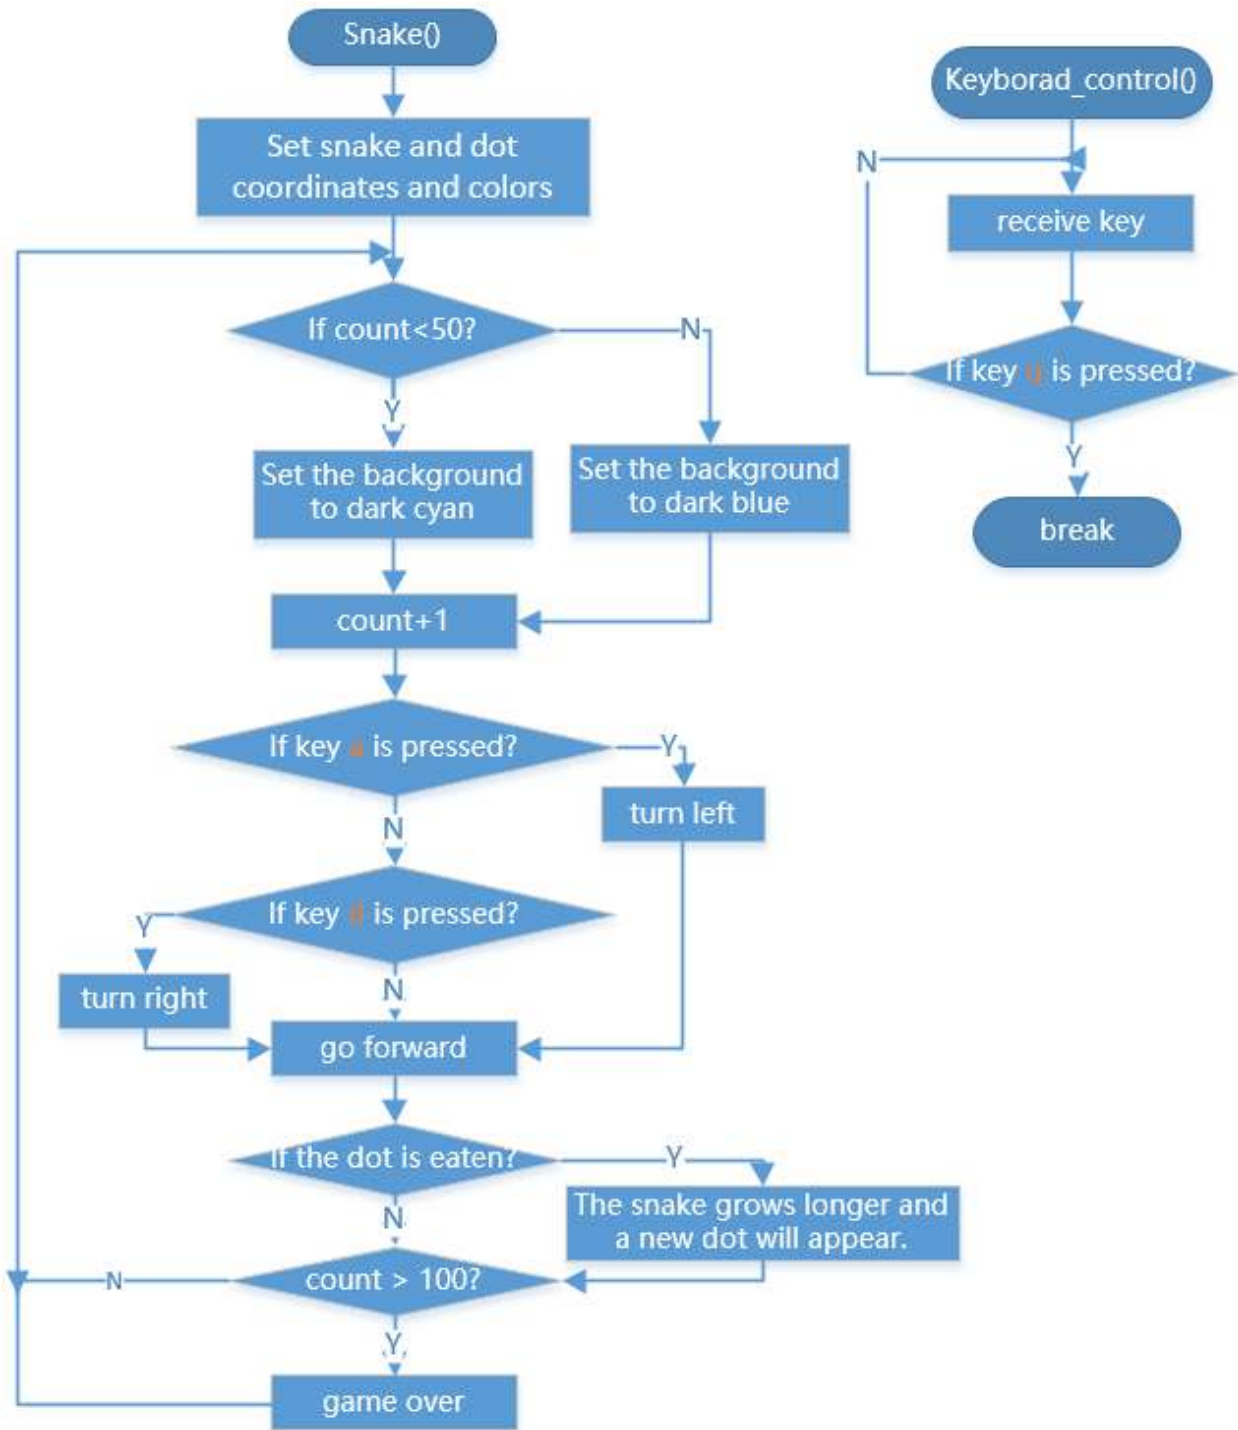 Snake()
Set snake and dot
coordinates and colors
If count<50?
N
Y
Set the background
to dark cyan
Set the background
to dark blue
count+1
If key a is pressed?
Y
turn left
N
If key d is pressed?
Y
turn right
N
go forward
If the dot is eaten?
Y
The snake grows longer and
a new dot will appear.
N
count > 100?
N
Y
game over
Keyborad_control()
N
receive key
If key q is pressed?
Y
break